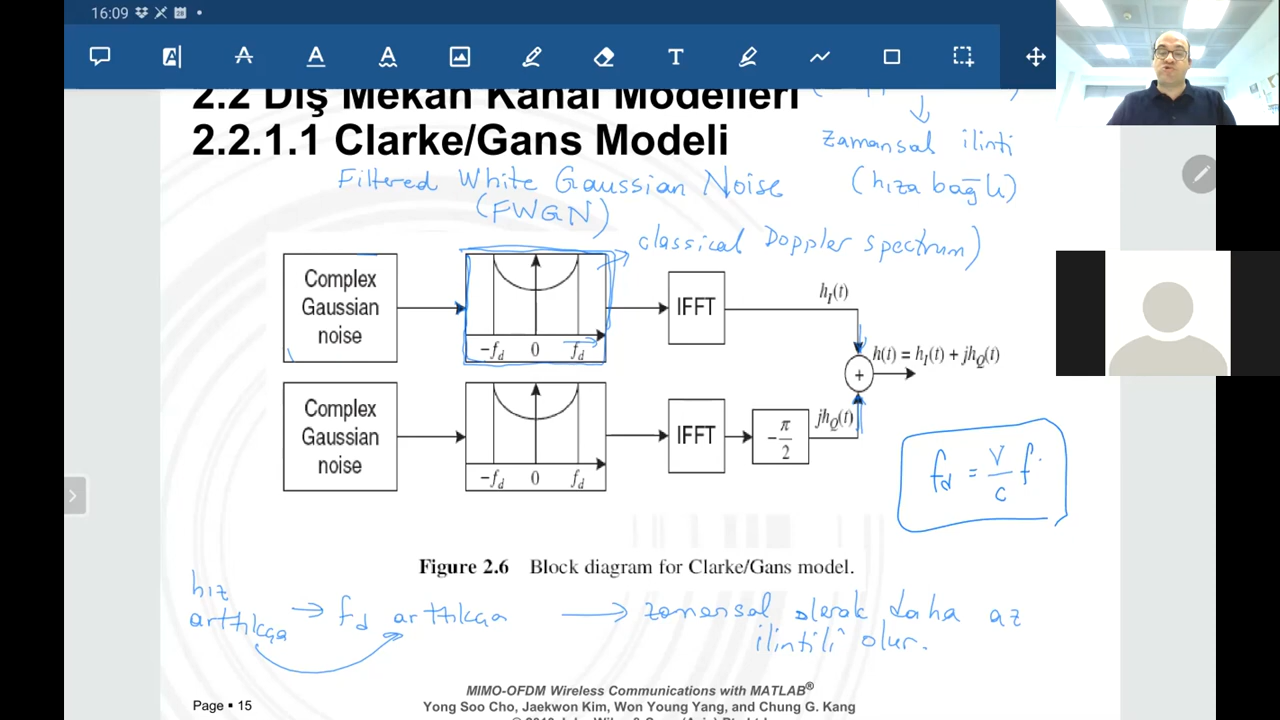 16:09
2.2 Dış Mekan Kanal Modelleri
2.2.1.1 Clarke/Gans Modeli
zamansal ilinti
(hıza bağlı)
Filtered White Gaussian Noise
(FWGN)
classical Doppler spectrum)
Complex
Gaussian
noise
−fd 0 fd
IFFT
hI(t)
h(t) = hI(t) + jhQ(t)
+
Complex
Gaussian
noise
−fd 0 fd
IFFT
−π/2
jhQ(t)
fd = v/c f
Figure 2.6 Block diagram for Clarke/Gans model.
hız
arttıkça → fd arttıkça → zamansal olarak daha az
ilintili olur.
MIMO-OFDM Wireless Communications with MATLAB®
Page ▪ 15
Yong Soo Cho, Jaekwon Kim, Won Young Yang, and Chung G. Kang